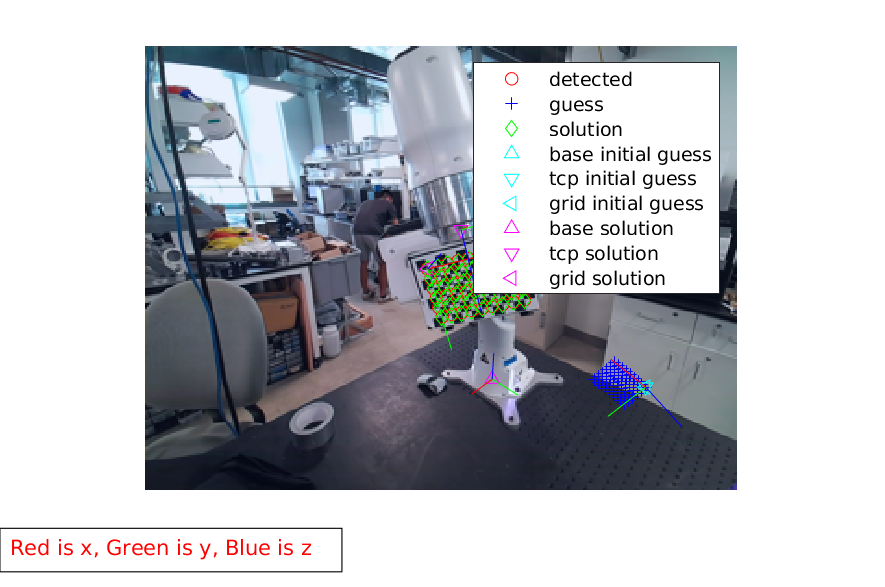 detected
guess
solution
base initial guess
tcp initial guess
grid initial guess
base solution
tcp solution
grid solution
Red is x, Green is y, Blue is z